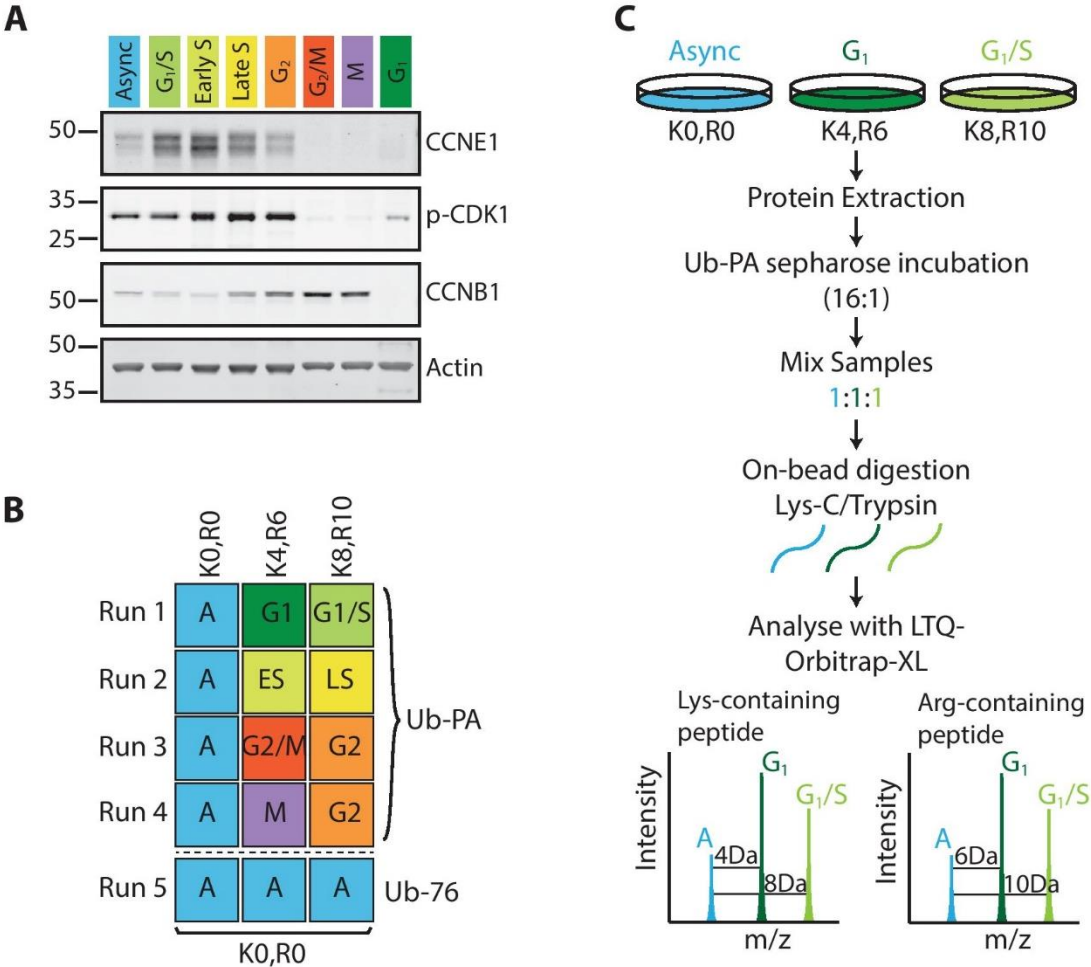 A
Async
G1/S
Early S
Late S
G2
G2/M
M
G1
50
CCNE1
35
25
p-CDK1
50
CCNB1
50
35
Actin
B
K0,R0
K4,R6
K8,R10
Run 1
A
G1
G1/S
Run 2
A
ES
LS
Run 3
A
G2/M
G2
Run 4
A
M
G2
Ub-PA
Run 5
A
A
A
Ub-76
K0,R0
C
Async
G1
G1/S
K0,R0
K4,R6
K8,R10
Protein Extraction
Ub-PA sepharose incubation
(16:1)
Mix Samples
1:1:1
On-bead digestion
Lys-C/Trypsin
Analyse with LTQ-
Orbitrap-XL
Lys-containing
peptide
Intensity
A
G1
G1/S
4Da
8Da
m/z
Arg-containing
peptide
Intensity
A
G1
G1/S
6Da
10Da
m/z